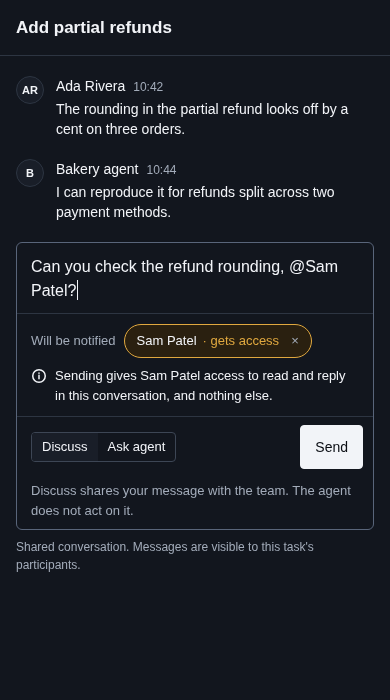 Add partial refunds
AR
Ada Rivera 10:42
The rounding in the partial refund looks off by a
cent on three orders.
B
Bakery agent 10:44
I can reproduce it for refunds split across two
payment methods.
Can you check the refund rounding, @Sam
Patel?
Will be notified Sam Patel · gets access ×
Sending gives Sam Patel access to read and reply
in this conversation, and nothing else.
Discuss Ask agent Send
Discuss shares your message with the team. The agent
does not act on it.
Shared conversation. Messages are visible to this task's
participants.